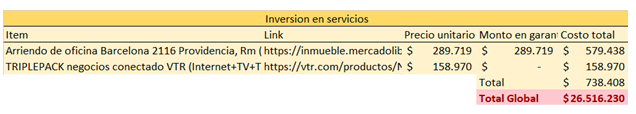 Inversion en servicios
Item Link Precio unitario Monto en garant Costo total
Arriendo de oficina Barcelona 2116 Providencia, Rm ( https://inmueble.mercadolib $ 289.719 $ 289.719 $ 579.438
TRIPLEPACK negocios conectado VTR (Internet+TV+T https://vtr.com/productos/N $ 158.970 $ - $ 158.970
Total $ 738.408
Total Global $26.516.230